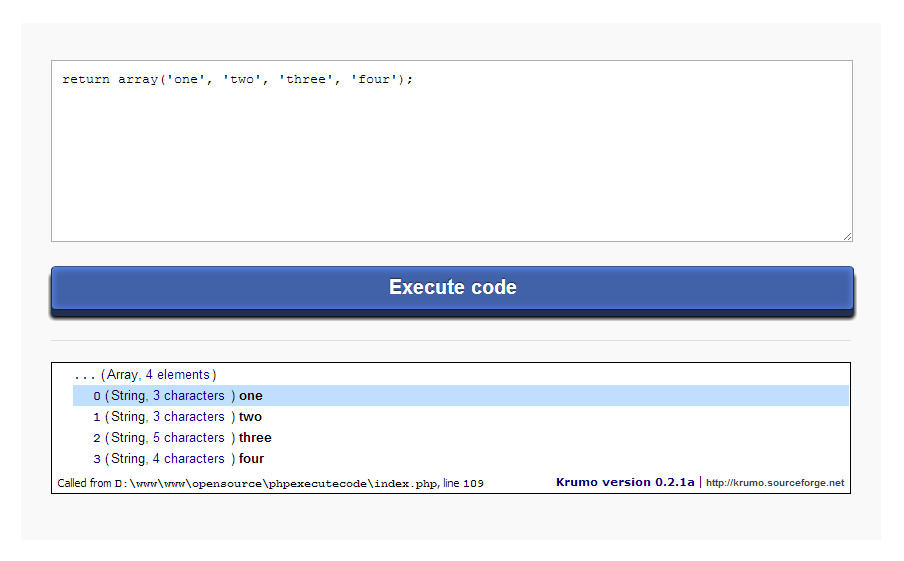 return array('one', 'two', 'three', 'four');
Execute code
... (Array, 4 elements)
0 (String, 3 characters ) one
1 (String, 3 characters ) two
2 (String, 5 characters ) three
3 (String, 4 characters ) four
Called from D:\www\www\opensource\phpexecutecode\index.php, line 109 Krumo version 0.2.1a | http://krumo.sourceforge.net